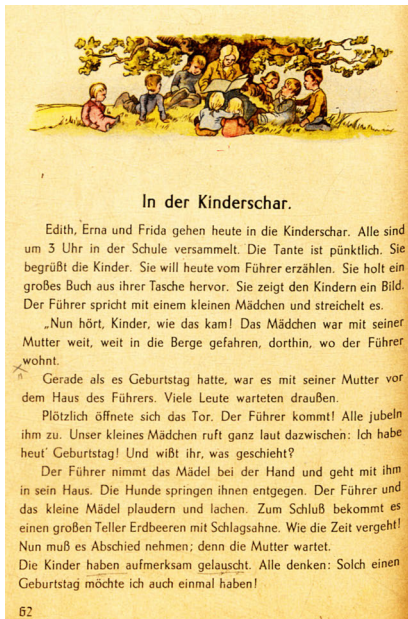 In der Kinderschar.
Edith, Erna und Frida gehen heute in die Kinderschar. Alle sind
um 3 Uhr in der Schule versammelt. Die Tante ist pünktlich. Sie
begrüßt die Kinder. Sie will heute vom Führer erzählen. Sie holt ein
großes Buch aus ihrer Tasche hervor. Sie zeigt den Kindern ein Bild.
Der Führer spricht mit einem kleinen Mädchen und streichelt es.
„Nun hört, Kinder, wie das kam! Das Mädchen war mit seiner
Mutter weit, weit in die Berge gefahren, dorthin, wo der Führer
wohnt.
Gerade als es Geburtstag hatte, war es mit seiner Mutter vor
dem Haus des Führers. Viele Leute warteten draußen.
Plötzlich öffnete sich das Tor. Der Führer kommt! Alle jubeln
ihm zu. Unser kleines Mädchen ruft ganz laut dazwischen: Ich habe
heut' Geburtstag! Und wißt ihr, was geschieht?
Der Führer nimmt das Mädel bei der Hand und geht mit ihm
in sein Haus. Die Hunde springen ihnen entgegen. Der Führer und
das kleine Mädel plaudern und lachen. Zum Schluß bekommt es
einen großen Teller Erdbeeren mit Schlagsahne. Wie die Zeit vergeht!
Nun muß es Abschied nehmen; denn die Mutter wartet.
Die Kinder haben aufmerksam gelauscht. Alle denken: Solch einen
Geburtstag möchte ich auch einmal haben!
62